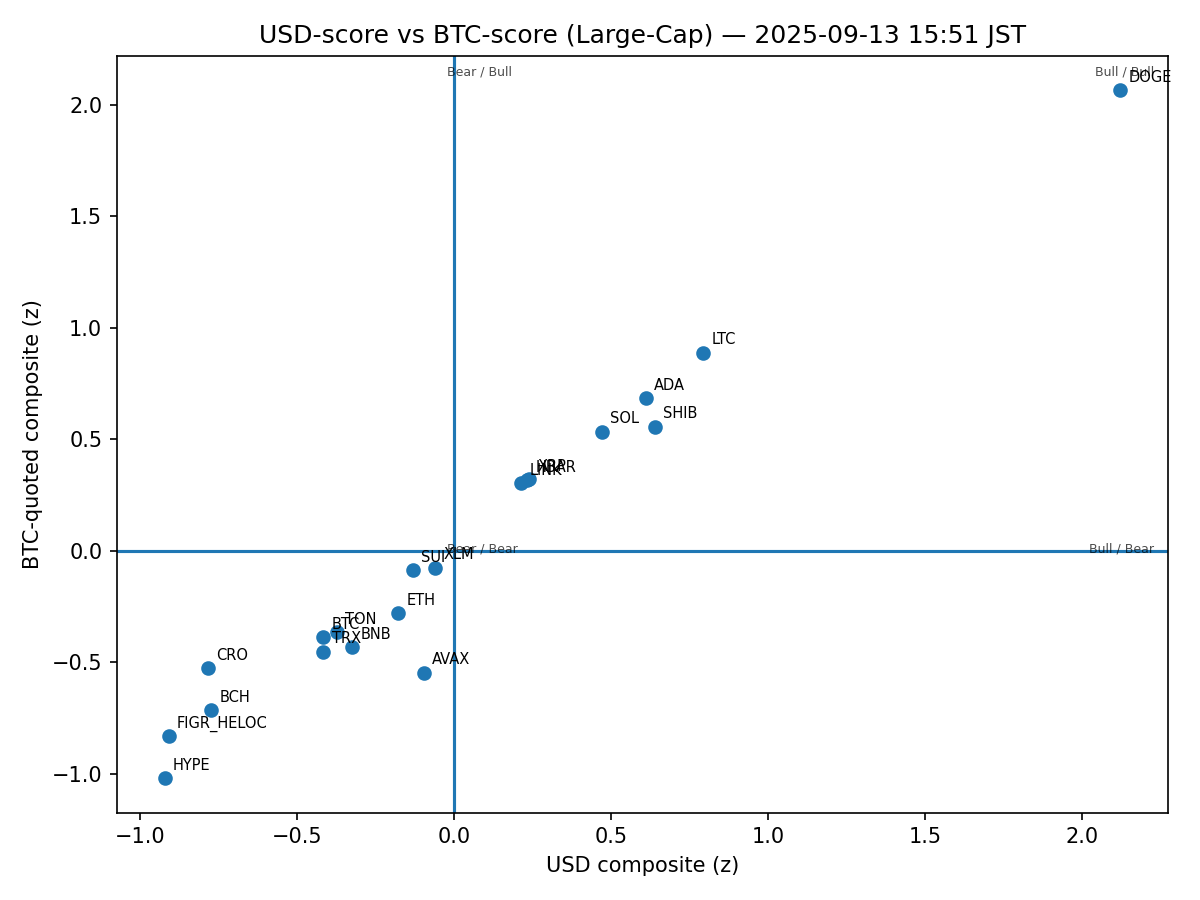 USD-score vs BTC-score (Large-Cap) — 2025-09-13 15:51 JST
Bear / Bull
Bull / Bull
DOGE
2.0
1.5
1.0
LTC
ADA
SHIB
SOL
0.5
XRP
HBAR
LINK
0.0
Bear / Bear
Bull / Bear
SUI
XLM
ETH
TON
BTC
BNB
TRX
−0.5
CRO
AVAX
BCH
FIGR_HELOC
HYPE
−1.0
−1.0
−0.5
0.0
0.5
1.0
1.5
2.0
USD composite (z)
BTC-quoted composite (z)